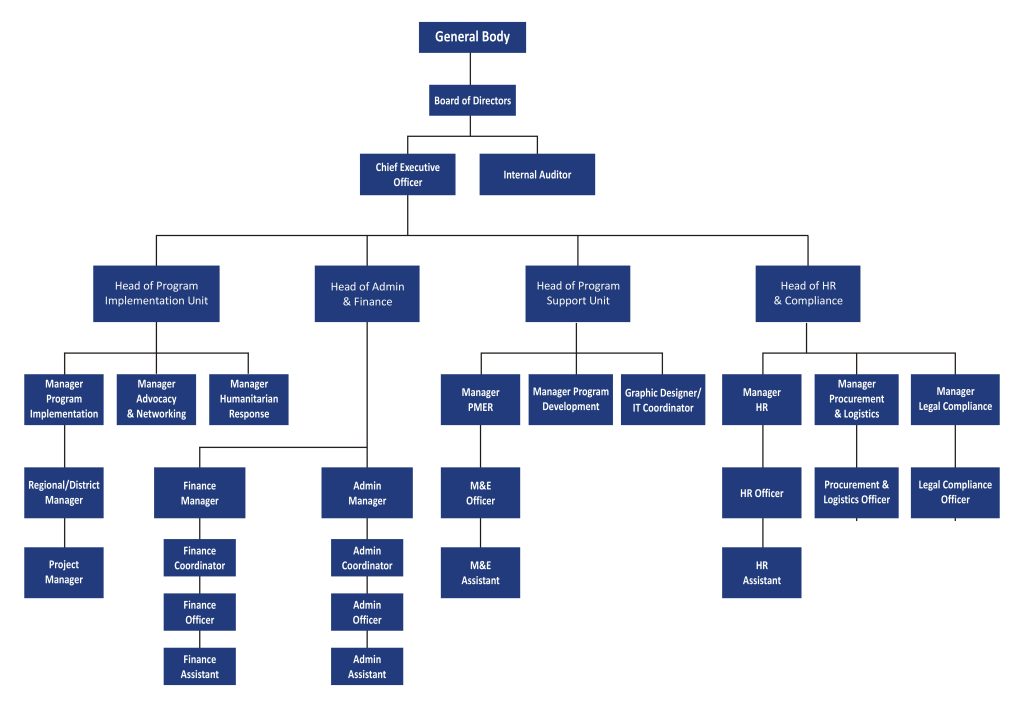 General Body
Board of Directors
Chief Executive
Officer
Internal Auditor
Head of Program
Implementation Unit
Head of Admin
& Finance
Head of Program
Support Unit
Head of HR
& Compliance
Manager
Program
Implementation
Manager
Advocacy
& Networking
Manager
Humanitarian
Response
Manager
PMER
Manager Program
Development
Graphic Designer/
IT Coordinator
Manager
HR
Manager
Procurement
& Logistics
Manager
Legal Compliance
Regional/District
Manager
Finance
Manager
Admin
Manager
M&E
Officer
HR Officer
Procurement &
Logistics Officer
Legal Compliance
Officer
Project
Manager
Finance
Coordinator
Admin
Coordinator
M&E
Assistant
HR
Assistant
Finance
Officer
Admin
Officer
Finance
Assistant
Admin
Assistant